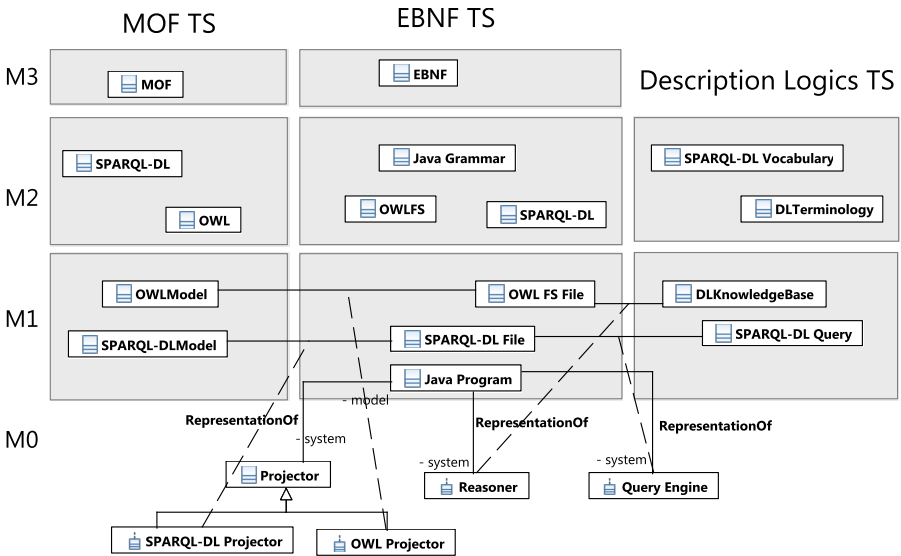 MOF TS
EBNF TS
Description Logics TS
M3
MOF
EBNF
M2
SPARQL-DL
OWL
Java Grammar
OWLFS
SPARQL-DL
SPARQL-DL Vocabulary
DLTerminology
M1
OWLModel
OWL FS File
DLKnowledgeBase
SPARQL-DLModel
SPARQL-DL File
SPARQL-DL Query
Java Program
- model
M0
RepresentationOf
RepresentationOf
RepresentationOf
- system
- system
- system
Projector
Reasoner
Query Engine
SPARQL-DL Projector
OWL Projector